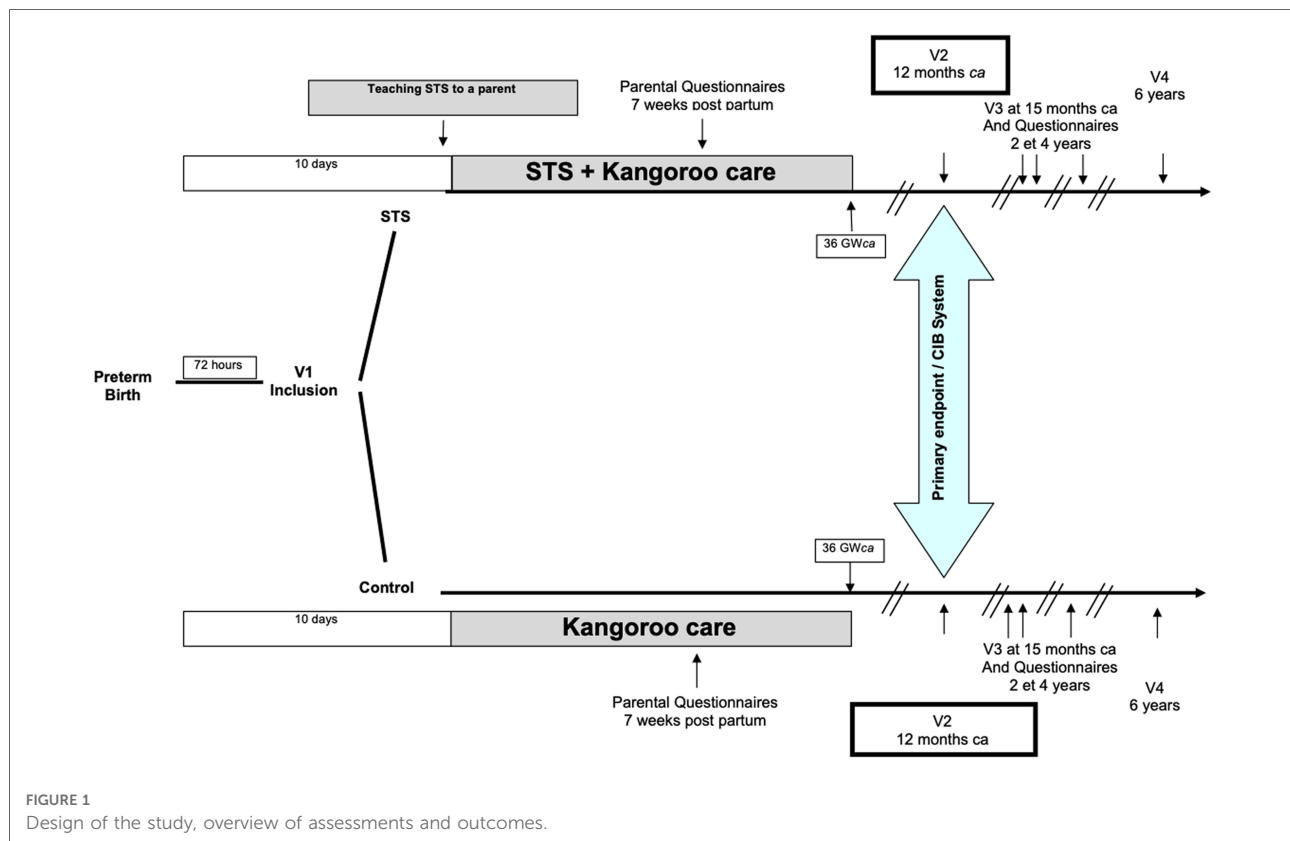 V2
12 months ca
Teaching STS to a parent
Parental Questionnaires
7 weeks post partum
V4
6 years
V3 at 15 months ca
And Questionnaires
2 et 4 years
10 days
STS + Kangoroo care
STS
36 GWca
Primary endpoint / CIB System
72 hours
Preterm
Birth
V1
Inclusion
36 GWca
Control
10 days
Kangoroo care
V3 at 15 months ca
And Questionnaires
2 et 4 years
V4
6 years
Parental Questionnaires
7 weeks post partum
V2
12 months ca
FIGURE 1
Design of the study, overview of assessments and outcomes.